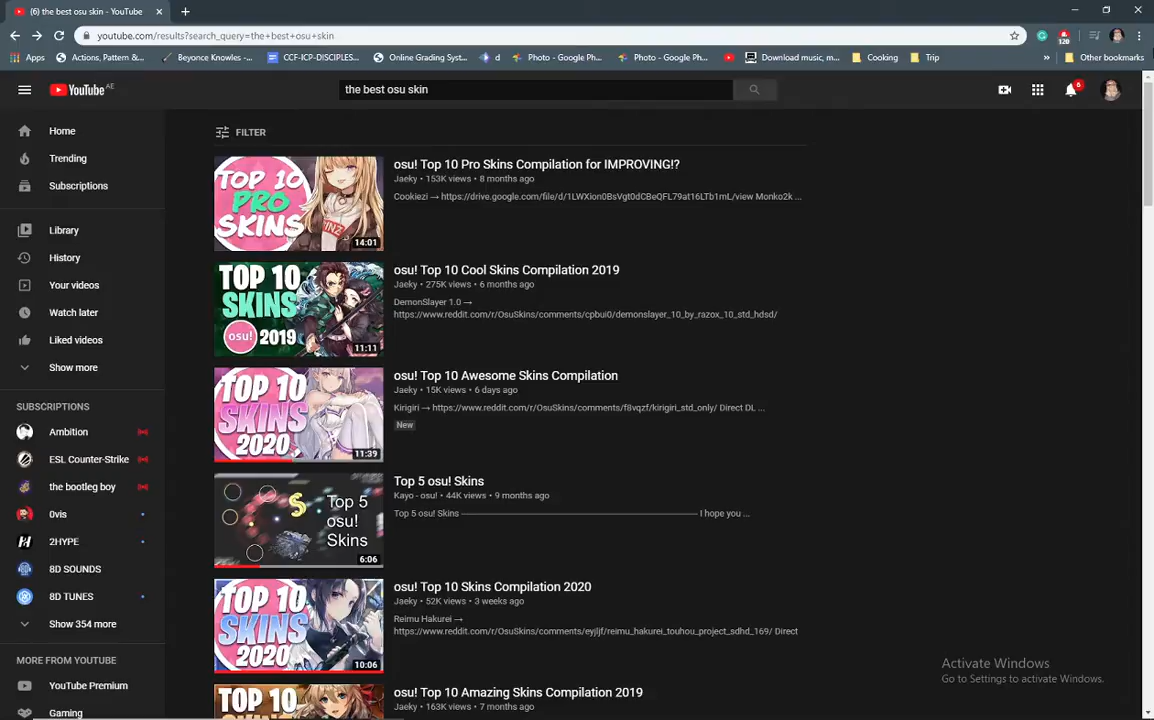 (6) the best osu skin - YouTube
youtube.com/results?search_query=the+best+osu+skin
120
Apps
Actions, Pattern &...
Beyonce Knowles -...
CCF-ICP-DISCIPLES...
Online Grading Syst...
d
Photo - Google Ph...
Photo - Google Ph...
Download music, m...
Cooking
Trip
»
Other bookmarks
YouTube AE
the best osu skin
6
Home
Trending
Subscriptions
Library
History
Your videos
Watch later
Liked videos
Show more
SUBSCRIPTIONS
Ambition
ESL Counter-Strike
the bootleg boy
0vis
2HYPE
8D SOUNDS
8D TUNES
Show 354 more
MORE FROM YOUTUBE
YouTube Premium
Gaming
FILTER
TOP 10
PRO
SKINS
14:01
osu! Top 10 Pro Skins Compilation for IMPROVING!?
Jaeky • 153K views • 8 months ago
Cookiezi → https://drive.google.com/file/d/1LWXion0BsVgt0dCBeQFL79at16LTb1mL/view Monko2k ...
TOP 10
SKINS
osu! 2019
11:11
osu! Top 10 Cool Skins Compilation 2019
Jaeky • 275K views • 6 months ago
DemonSlayer 1.0 →
https://www.reddit.com/r/OsuSkins/comments/cpbui0/demonslayer_10_by_razox_10_std_hdsd/
TOP 10
SKINS
2020
11:39
osu! Top 10 Awesome Skins Compilation
Jaeky • 15K views • 6 days ago
Kirigiri → https://www.reddit.com/r/OsuSkins/comments/f8vqzf/kirigiri_std_only/ Direct DL ...
New
5
Top 5
osu!
Skins
6:06
Top 5 osu! Skins
Kayo - osu! • 44K views • 9 months ago
Top 5 osu! Skins ––––––––––––––––––––––––––––––––– I hope you ...
TOP 10
SKINS
2020
10:06
osu! Top 10 Skins Compilation 2020
Jaeky • 52K views • 3 weeks ago
Reimu Hakurei →
https://www.reddit.com/r/OsuSkins/comments/eyjljf/reimu_hakurei_touhou_project_sdhd_169/ Direct
TOP 10
osu! Top 10 Amazing Skins Compilation 2019
Jaeky • 163K views • 7 months ago
Activate Windows
Go to Settings to activate Windows.